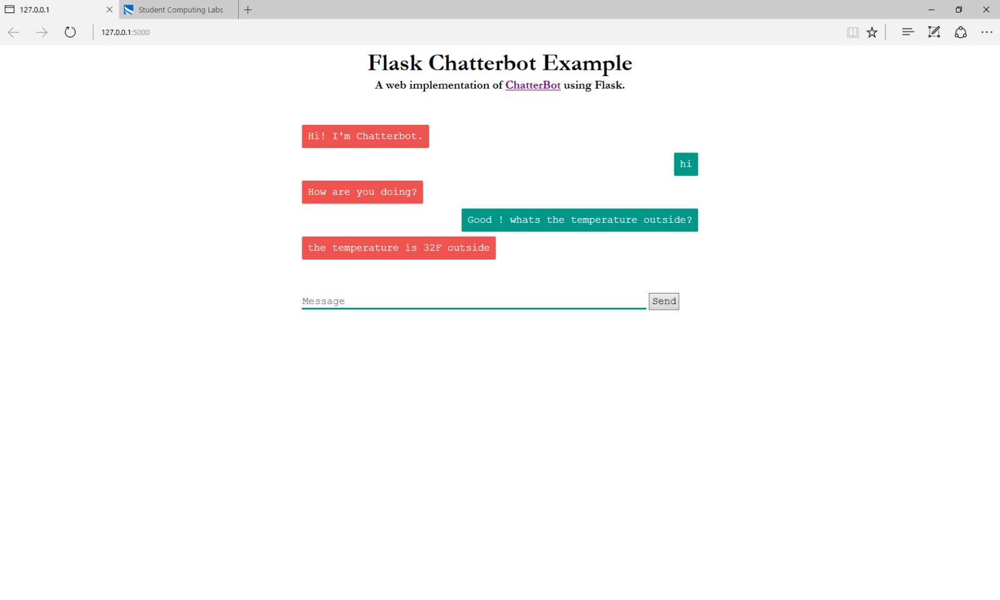 127.0.0.1
Student Computing Labs
127.0.0.1:5000
Flask Chatterbot Example
A web implementation of ChatterBot using Flask.
Hi! I'm Chatterbot.
hi
How are you doing?
Good ! whats the temperature outside?
the temperature is 32F outside
Message
Send